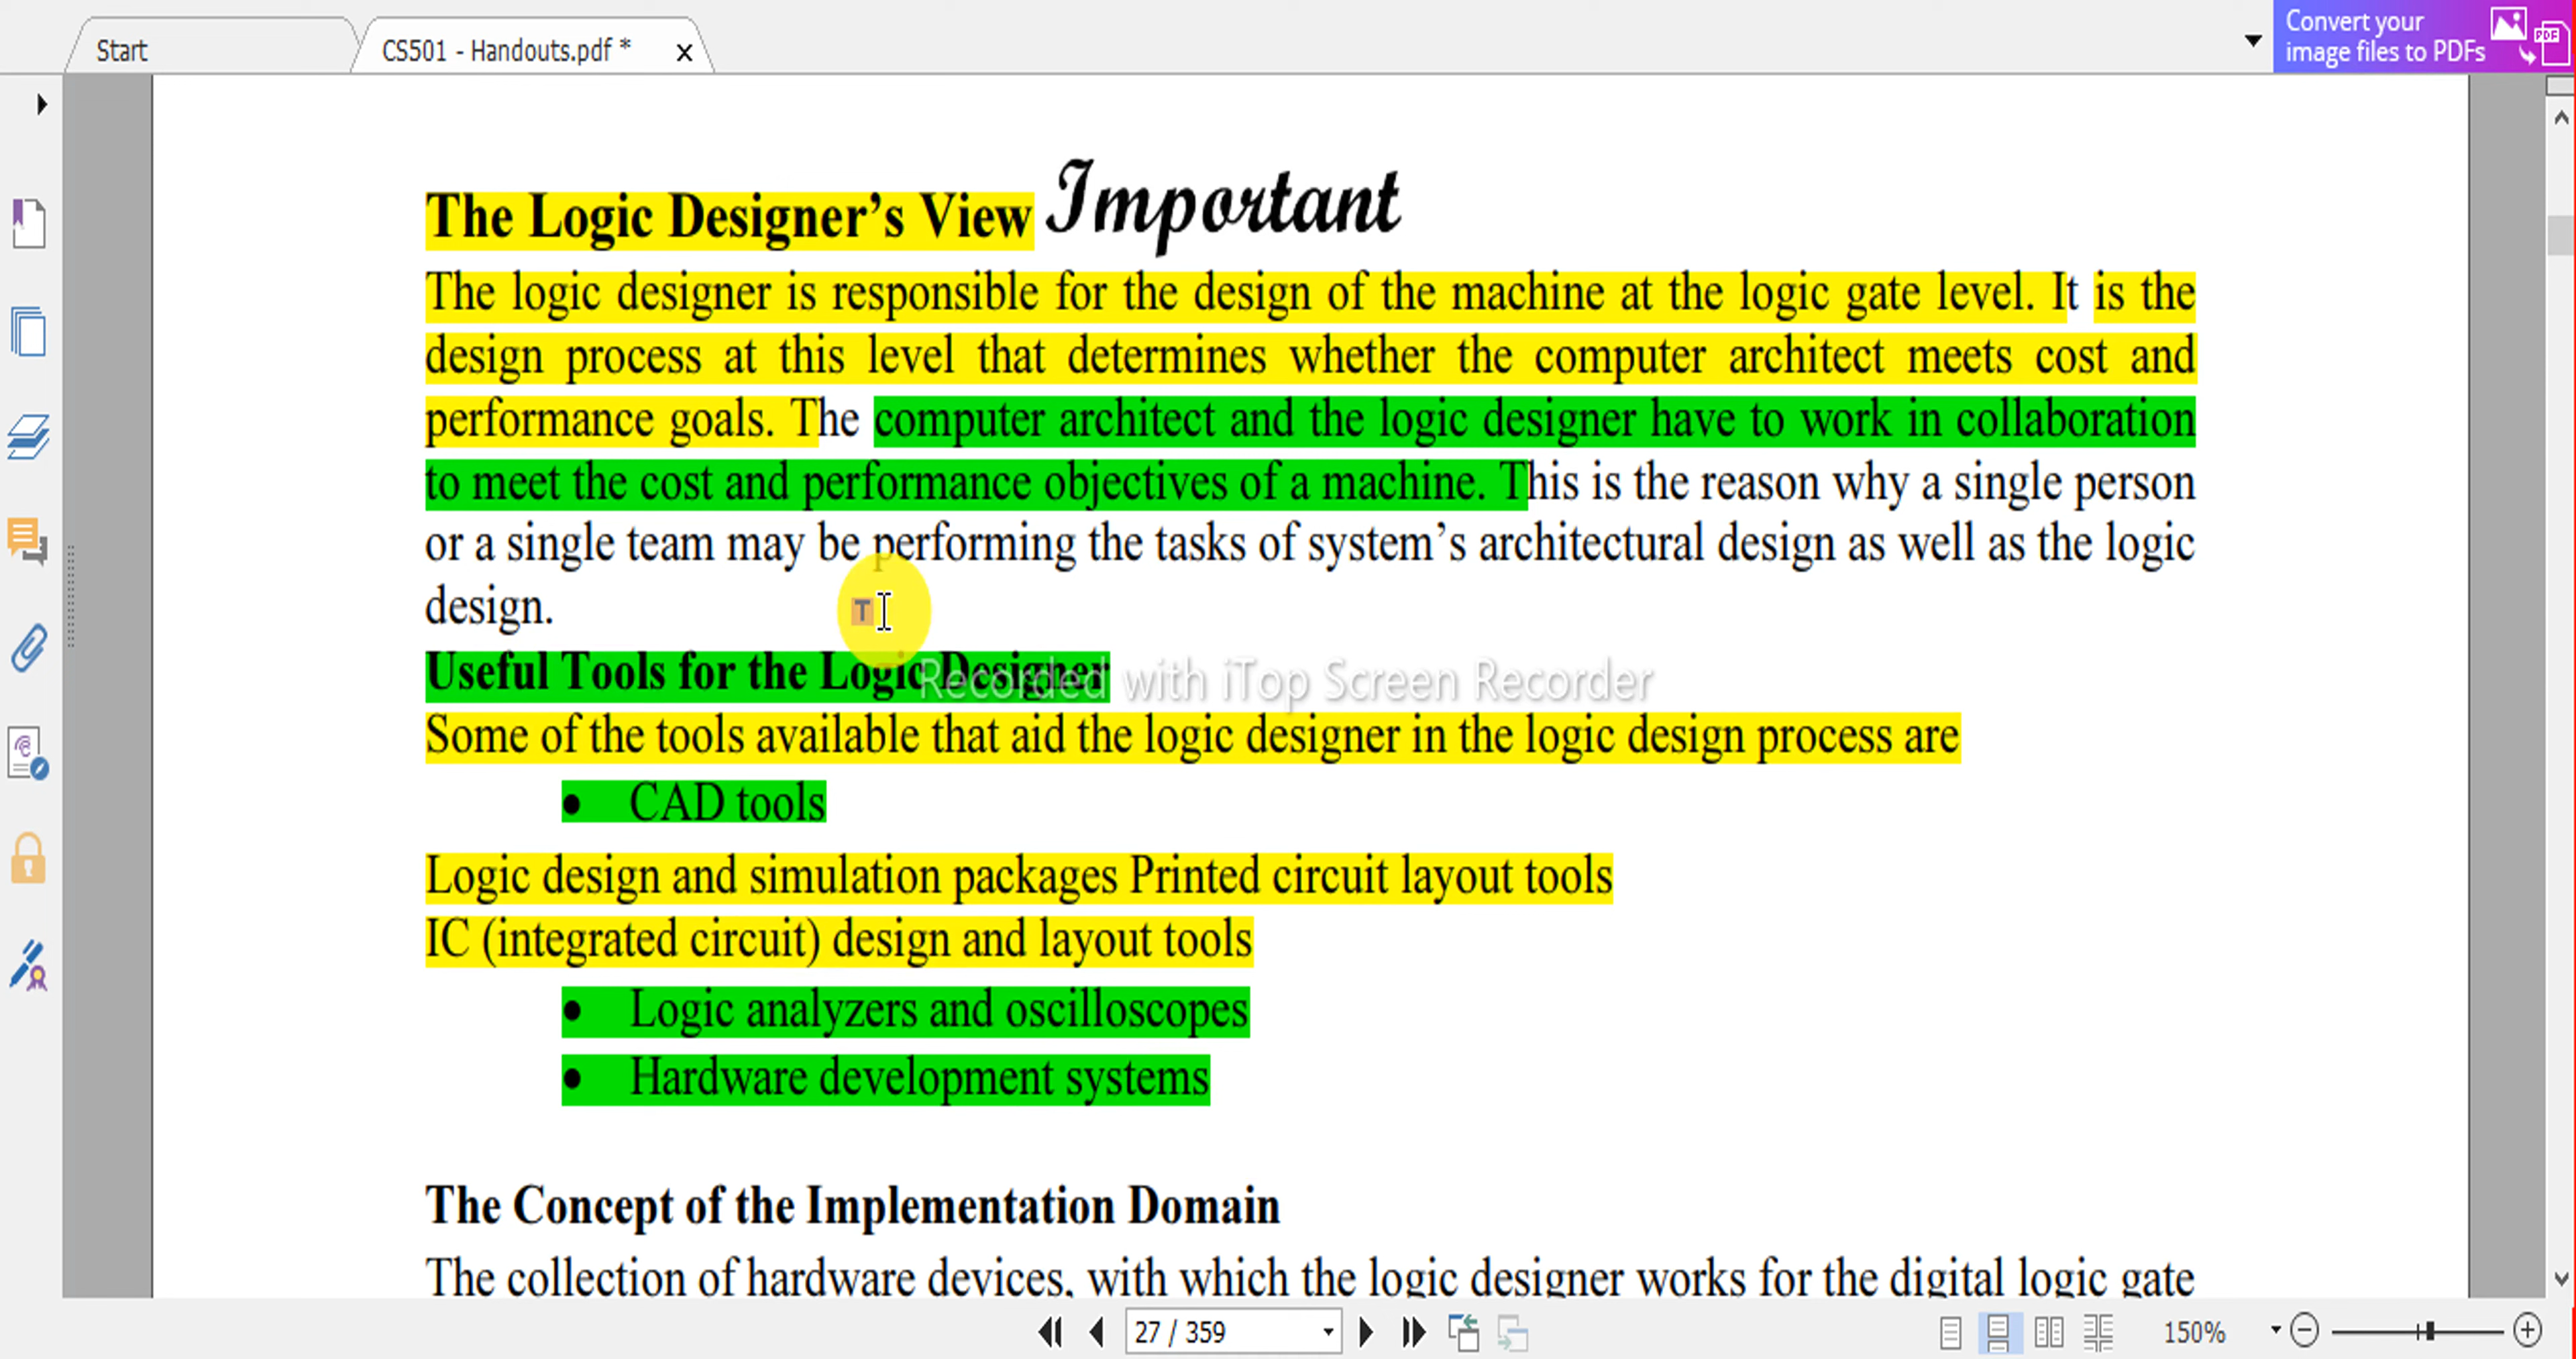 Start
CS501 - Handouts.pdf *
Convert your
image files to PDFs
PDF
The Logic Designer’s View Important
The logic designer is responsible for the design of the machine at the logic gate level. It is the
design process at this level that determines whether the computer architect meets cost and
performance goals. The computer architect and the logic designer have to work in collaboration
to meet the cost and performance objectives of a machine. This is the reason why a single person
or a single team may be performing the tasks of system’s architectural design as well as the logic
design.
T
Useful Tools for the Logic Designer
Recorded with iTop Screen Recorder
Some of the tools available that aid the logic designer in the logic design process are
• CAD tools
Logic design and simulation packages Printed circuit layout tools
IC (integrated circuit) design and layout tools
• Logic analyzers and oscilloscopes
• Hardware development systems
The Concept of the Implementation Domain
The collection of hardware devices, with which the logic designer works for the digital logic gate
27 / 359
150%